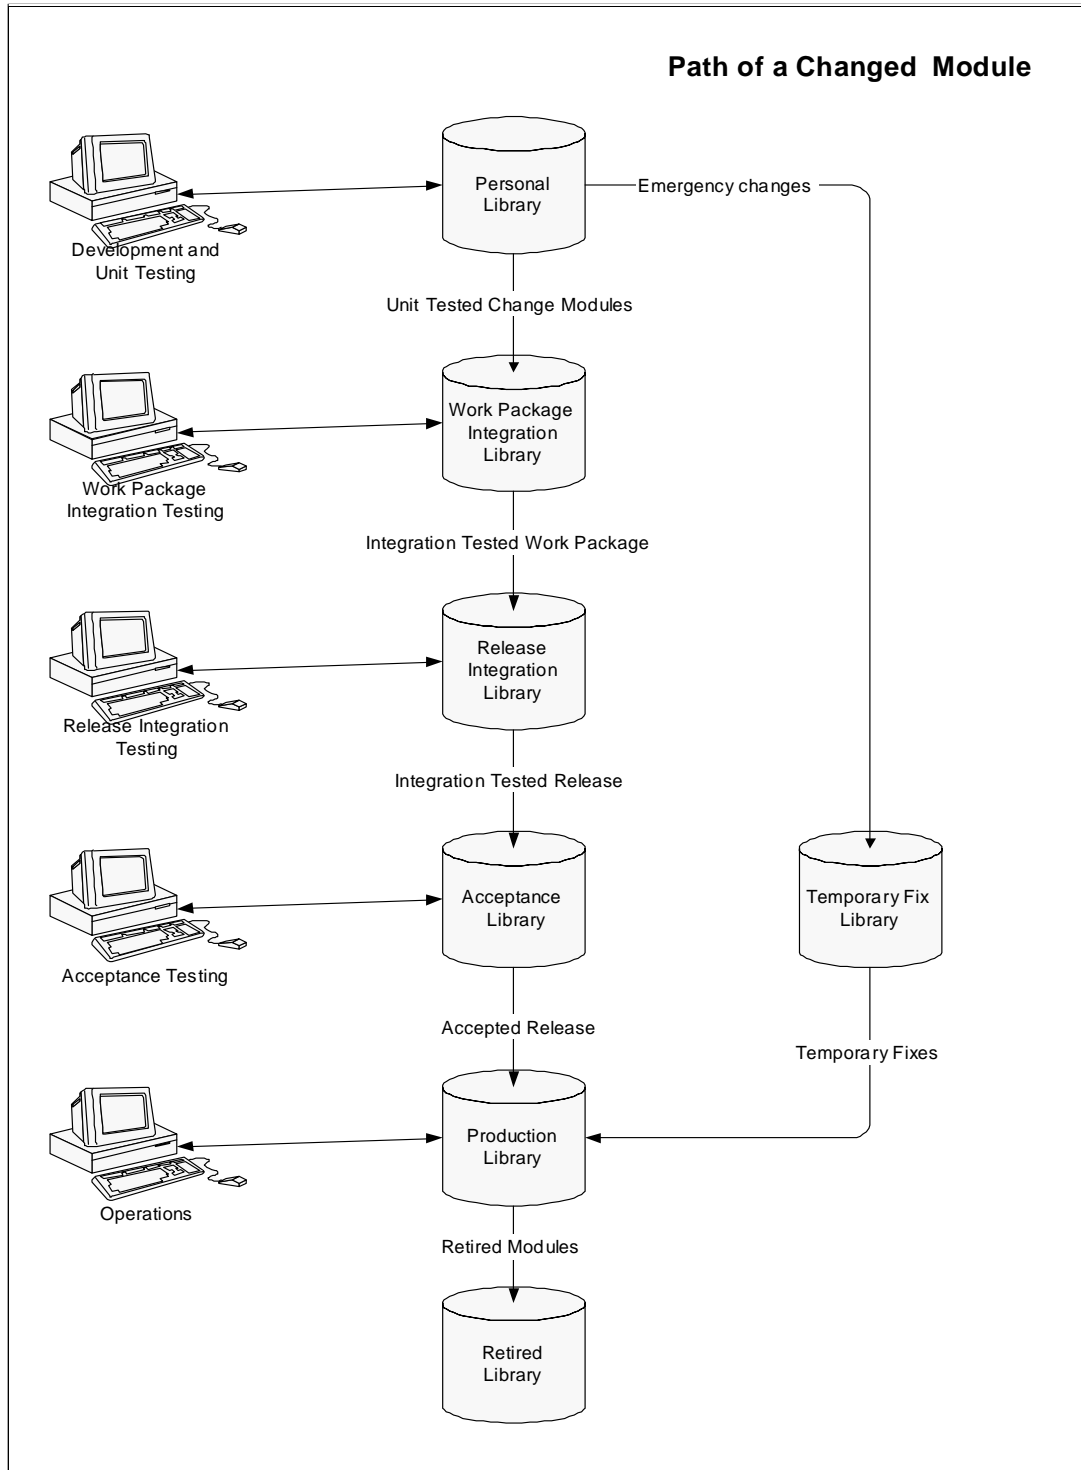 Path of a Changed Module
Personal
Library
Emergency changes
Development and
Unit Testing
Unit Tested Change Modules
Work Package
Integration
Library
Work Package
Integration Testing
Integration Tested Work Package
Release
Integration
Library
Release Integration
Testing
Integration Tested Release
Acceptance
Library
Temporary Fix
Library
Acceptance Testing
Accepted Release
Temporary Fixes
Production
Library
Operations
Retired Modules
Retired
Library